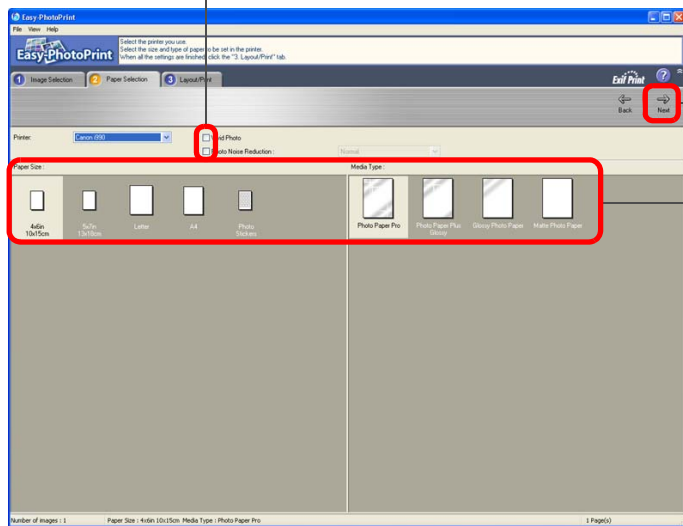 Easy-PhotoPrint
File View Help
Easy-PhotoPrint
Select the printer you use.
Select the size and type of paper to be set in the printer.
When all the settings are finished, click the "3. Layout/Print" tab.
1 Image Selection
2 Paper Selection
3 Layout/Print
Exif Print
?
Back
Next
Printer:
Canon i990
Vivid Photo
Photo Noise Reduction :
Normal
Paper Size :
Media Type :
4x6in
10x15cm
5x7in
13x18cm
Letter
A4
Photo
Stickers
Photo Paper Pro
Photo Paper Plus
Glossy
Glossy Photo Paper
Matte Photo Paper
Number of images : 1
Paper Size : 4x6in 10x15cm Media Type : Photo Paper Pro
1 Page(s)